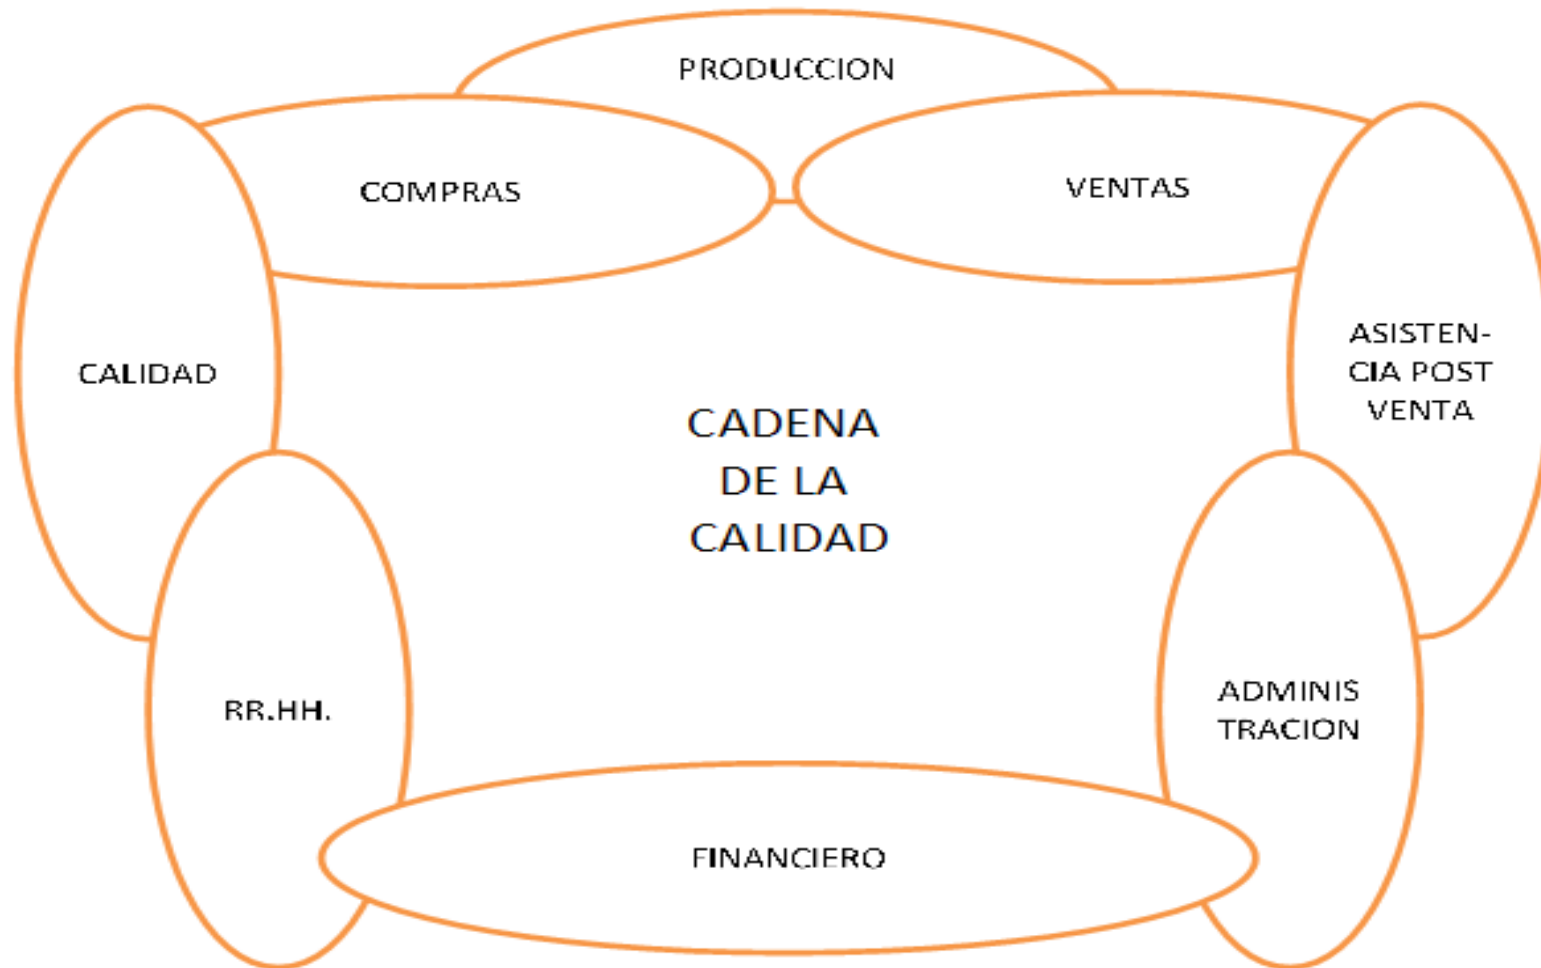 PRODUCCION
COMPRAS
VENTAS
CALIDAD
ASISTEN-
CIA POST
VENTA
CADENA
DE LA
CALIDAD
RR.HH.
ADMINIS
TRACION
FINANCIERO